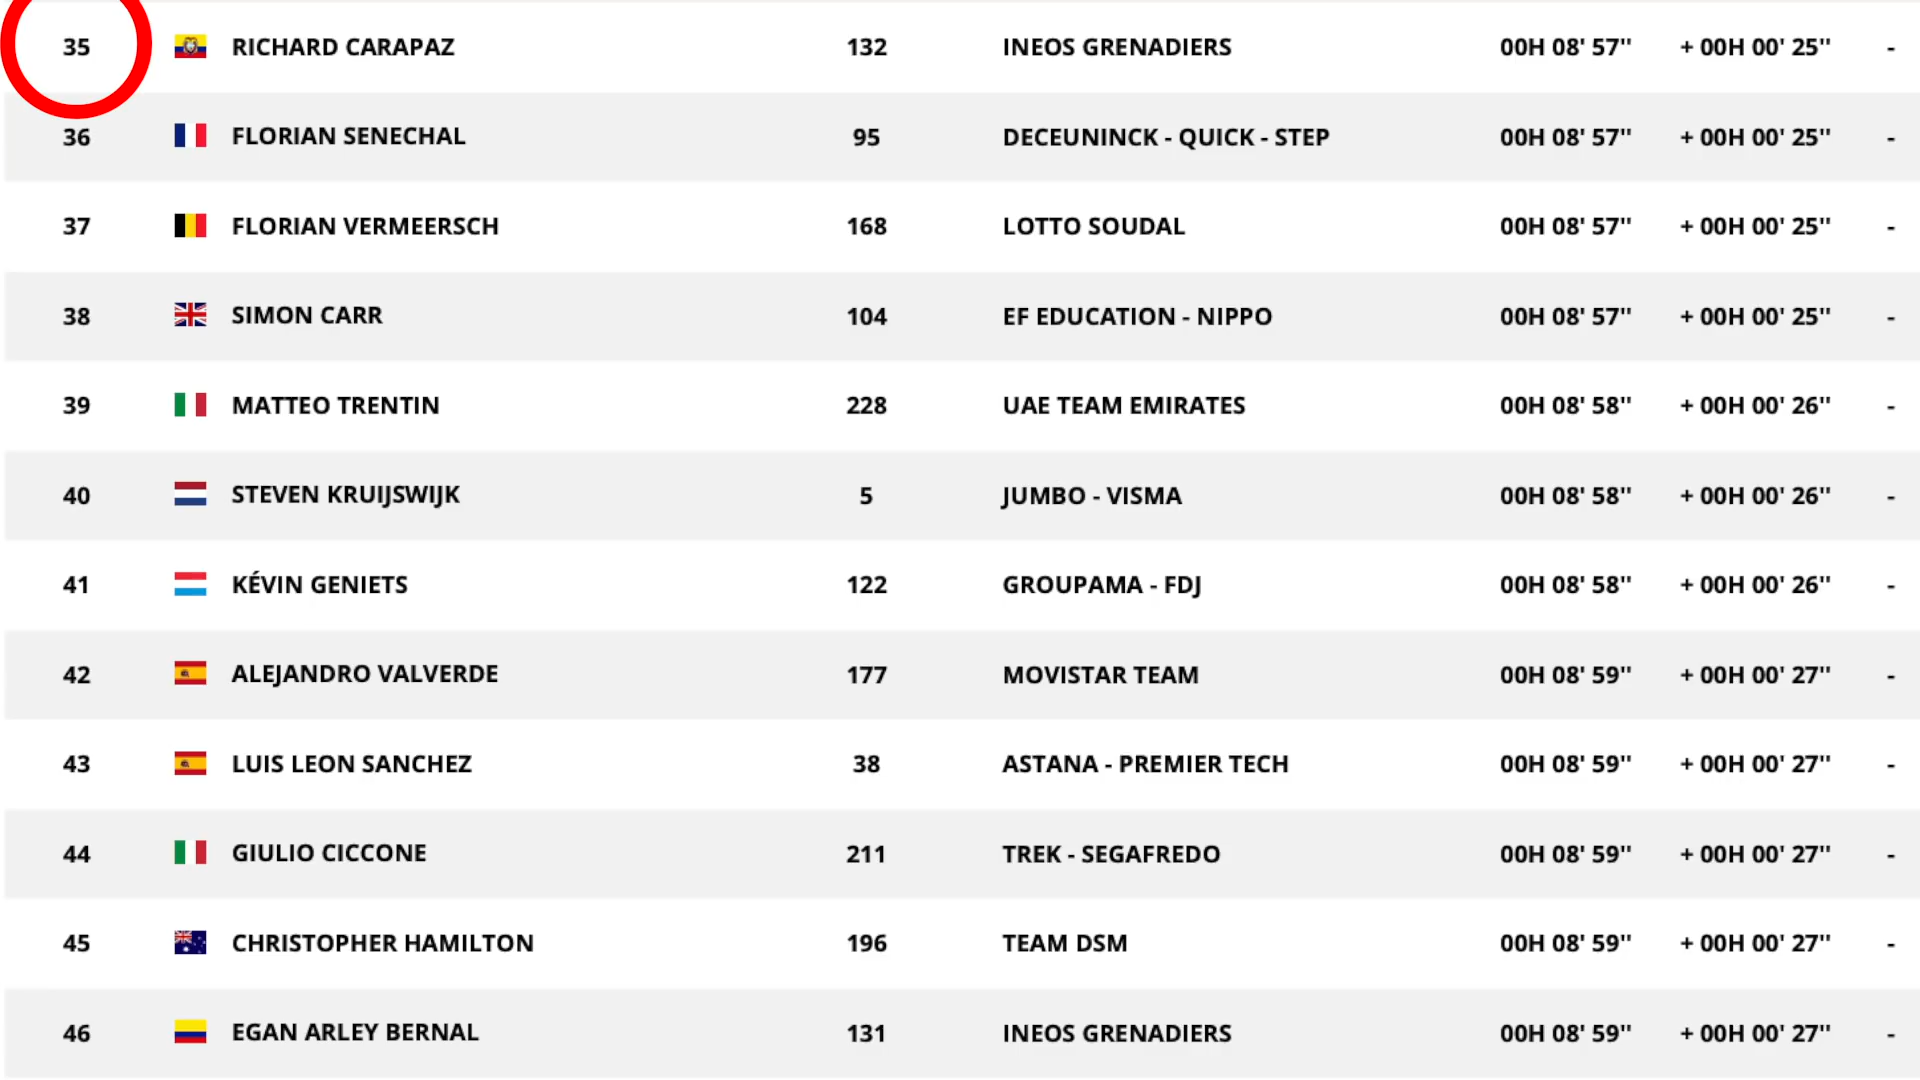 35 RICHARD CARAPAZ 132 INEOS GRENADIERS 00H 08' 57'' + 00H 00' 25'' -
36 FLORIAN SENECHAL 95 DECEUNINCK - QUICK - STEP 00H 08' 57'' + 00H 00' 25'' -
37 FLORIAN VERMEERSCH 168 LOTTO SOUDAL 00H 08' 57'' + 00H 00' 25'' -
38 SIMON CARR 104 EF EDUCATION - NIPPO 00H 08' 57'' + 00H 00' 25'' -
39 MATTEO TRENTIN 228 UAE TEAM EMIRATES 00H 08' 58'' + 00H 00' 26'' -
40 STEVEN KRUIJSWIJK 5 JUMBO - VISMA 00H 08' 58'' + 00H 00' 26'' -
41 KÉVIN GENIETS 122 GROUPAMA - FDJ 00H 08' 58'' + 00H 00' 26'' -
42 ALEJANDRO VALVERDE 177 MOVISTAR TEAM 00H 08' 59'' + 00H 00' 27'' -
43 LUIS LEON SANCHEZ 38 ASTANA - PREMIER TECH 00H 08' 59'' + 00H 00' 27'' -
44 GIULIO CICCONE 211 TREK - SEGAFREDO 00H 08' 59'' + 00H 00' 27'' -
45 CHRISTOPHER HAMILTON 196 TEAM DSM 00H 08' 59'' + 00H 00' 27'' -
46 EGAN ARLEY BERNAL 131 INEOS GRENADIERS 00H 08' 59'' + 00H 00' 27'' -